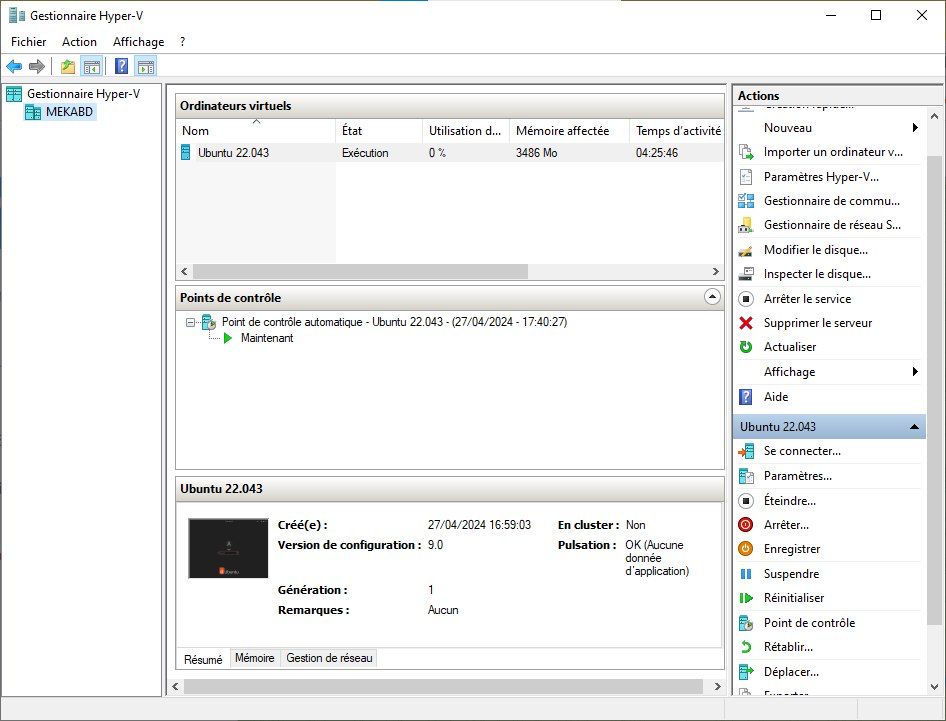 Gestionnaire Hyper-V
Fichier Action Affichage ?
Gestionnaire Hyper-V
MEKABD
Ordinateurs virtuels
Nom État Utilisation d... Mémoire affectée Temps d'activité
Ubuntu 22.043 Exécution 0 % 3486 Mo 04:25:46
Points de contrôle
Point de contrôle automatique - Ubuntu 22.043 - (27/04/2024 - 17:40:27)
Maintenant
Ubuntu 22.043
Créé(e) : 27/04/2024 16:59:03 En cluster : Non
Version de configuration : 9.0 Pulsation : OK (Aucune
donnée
d'application)
Génération : 1
Remarques : Aucun
Ubuntu
Résumé Mémoire Gestion de réseau
Actions
Nouveau
Importer un ordinateur v...
Paramètres Hyper-V...
Gestionnaire de commu...
Gestionnaire de réseau S...
Modifier le disque...
Inspecter le disque...
Arrêter le service
Supprimer le serveur
Actualiser
Affichage
Aide
Ubuntu 22.043
Se connecter...
Paramètres...
Éteindre...
Arrêter...
Enregistrer
Suspendre
Réinitialiser
Point de contrôle
Rétablir...
Déplacer...